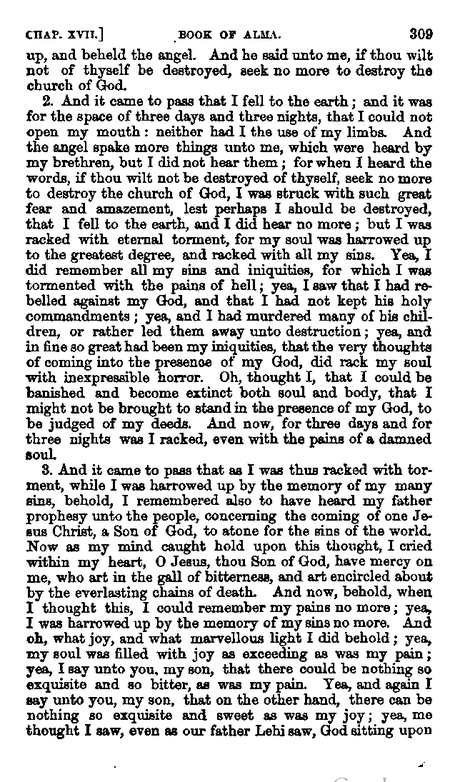 CHAP. XVII.] BOOK OF ALMA. 309
up, and beheld the angel. And he said unto me, if thou wilt
not of thyself be destroyed, seek no more to destroy the
church of God.
2. And it came to pass that I fell to the earth; and it was
for the space of three days and three nights, that I could not
open my mouth: neither had I the use of my limbs. And
the angel spake more things unto me, which were heard by
my brethren, but I did not hear them; for when I heard the
words, if thou wilt not be destroyed of thyself, seek no more
to destroy the church of God, I was struck with such great
fear and amazement, lest perhaps I should be destroyed,
that I fell to the earth, and I did hear no more; but I was
racked with eternal torment, for my soul was harrowed up
to the greatest degree, and racked with all my sins. Yea, I
did remember all my sins and iniquities, for which I was
tormented with the pains of hell; yea, I saw that I had re-
belled against my God, and that I had not kept his holy
commandments; yea, and I had murdered many of his chil-
dren, or rather led them away unto destruction; yea, and
in fine so great had been my iniquities, that the very thoughts
of coming into the presense of my God, did rack my soul
with inexpressible horror. Oh, thought I, that I could be
banished and become extinct both soul and body, that I
might not be brought to stand in the presence of my God, to
be judged of my deeds. And now, for three days and for
three nights was I racked, even with the pains of a damned
soul.
3. And it came to pass that as I was thus racked with tor-
ment, while I was harrowed up by the memory of my many
sins, behold, I remembered also to have heard my father
prophesy unto the people, concerning the coming of one Je-
sus Christ, a Son of God, to atone for the sins of the world.
Now as my mind caught hold upon this thought, I cried
within my heart, O Jesus, thou Son of God, have mercy on
me, who art in the gall of bitterness, and art encircled about
by the everlasting chains of death. And now, behold, when
I thought this, I could remember my pains no more; yea,
I was harrowed up by the memory of my sins no more. And
oh, what joy, and what marvellous light I did behold; yea,
my soul was filled with joy as exceeding as was my pain;
yea, I say unto you, my son, that there could be nothing so
exquisite and so bitter, as was my pain. Yea, and again I
say unto you, my son, that on the other hand, there can be
nothing so exquisite and sweet as was my joy; yea, me
thought I saw, even as our father Lehi saw, God sitting upon